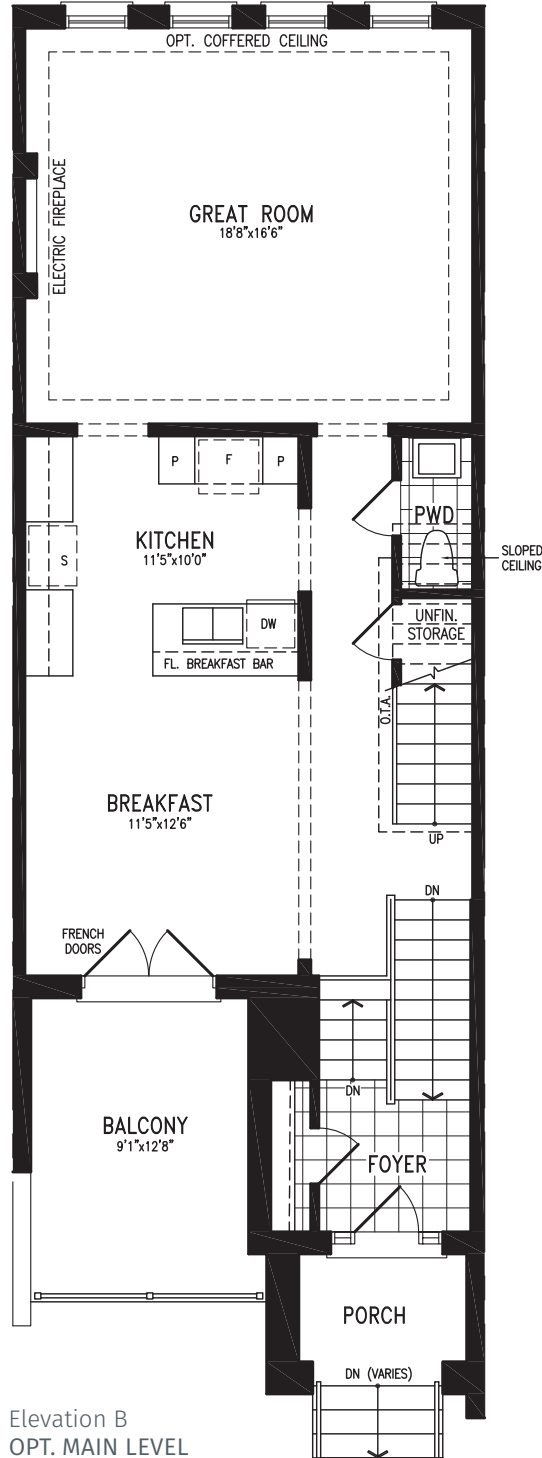 OPT. COFFERED CEILING
ELECTRIC FIREPLACE
GREAT ROOM
18'8"x16'6"
P
F
P
KITCHEN
11'5"x10'0"
S
DW
FL. BREAKFAST BAR
PWD
SLOPED
CEILING
UNFIN.
STORAGE
O.T.A.
UP
BREAKFAST
11'5"x12'6"
FRENCH
DOORS
DN
DN
BALCONY
9'1"x12'8"
FOYER
PORCH
DN (VARIES)
Elevation B
OPT. MAIN LEVEL